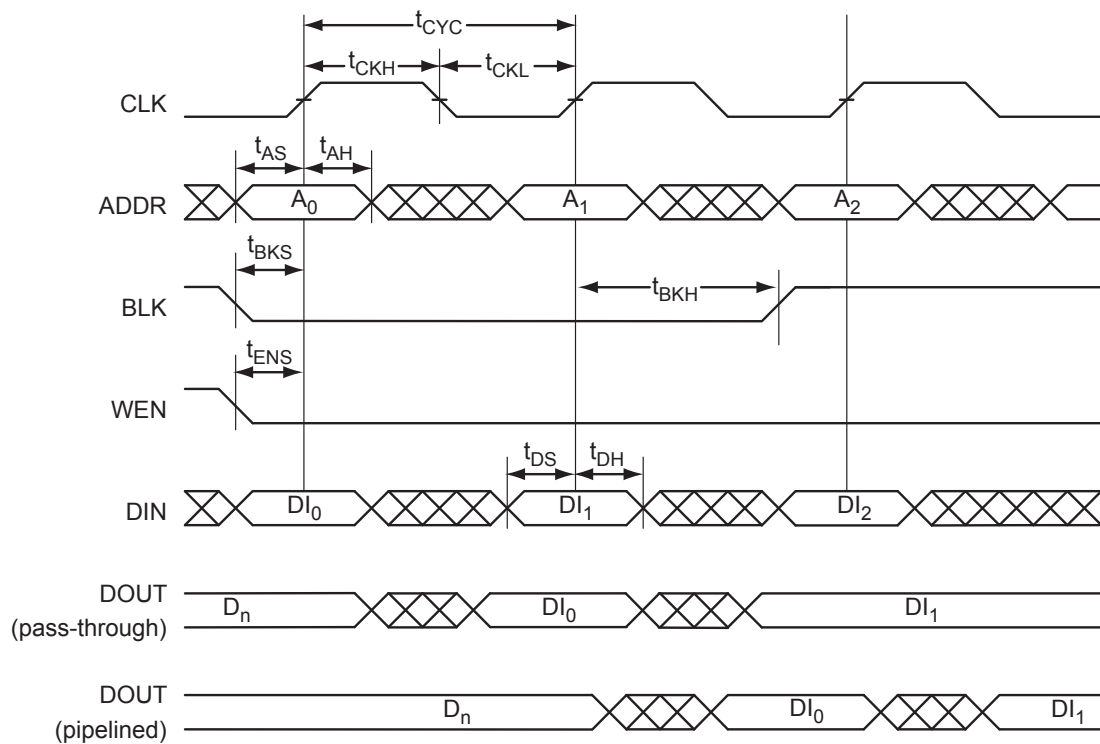 tCYC
tCKH tCKL
CLK
tAS tAH
ADDR A0 A1 A2
tBKS
BLK tBKH
tENS
WEN
tDS tDH
DIN DI0 DI1 DI2
DOUT
(pass-through) Dn DI0 DI1
DOUT
(pipelined) Dn DI0 DI1